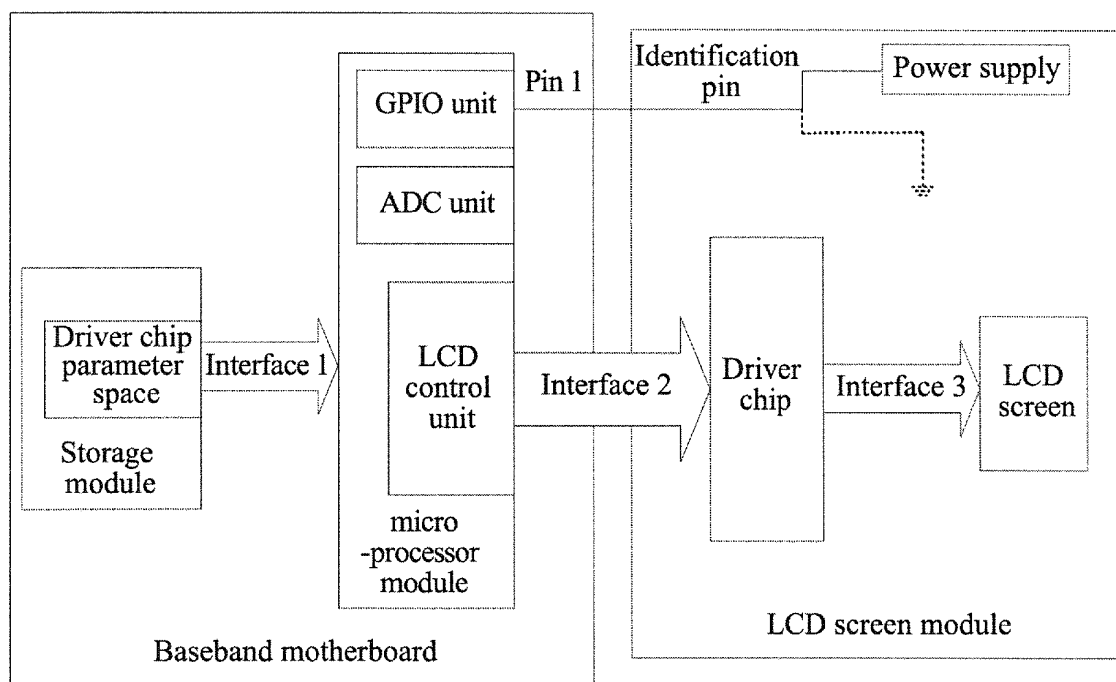 GPIO unit
Pin 1
Identification
pin
Power supply
ADC unit
Driver chip
parameter
space
Storage
module
Interface 1
LCD
control
unit
micro
-processor
module
Interface 2
Driver
chip
Interface 3
LCD
screen
Baseband motherboard
LCD screen module